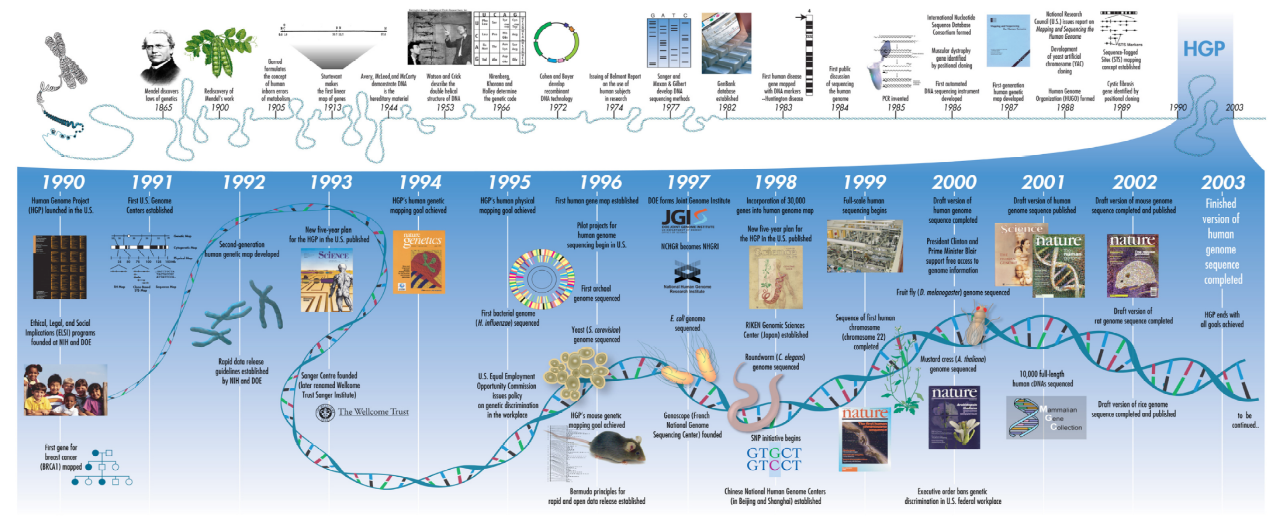 Mendel discovers
laws of genetics
1865
Rediscovery of
Mendel's work
1900
Garrod
formulates
the concept
of human
inborn errors
of metabolism
1905
Sturtevant
makes
the first linear
map of genes
1913
Avery, McLeod, and McCarty
demonstrate DNA
is the
hereditary material
1944
Watson and Crick
describe the
double helical
structure of DNA
1953
Nirenberg,
Khorana and
Holley determine
the genetic code
1966
Cohen and Boyer
develop
recombinant
DNA technology
1972
Issuing of Belmont Report
on the use of human
subjects
in research
1974
G A T C
Sanger and
Maxam & Gilbert
develop DNA
sequencing methods
1977
GenBank
database
established
1982
4
First human disease
gene mapped
with DNA markers
—Huntington disease
1983
First public
discussion
of sequencing
the human
genome
1984
PCR invented
1985
International Nucleotide
Sequence Database
Consortium formed
Muscular dystrophy
gene identified
by positional cloning
First automated
DNA sequencing instrument
developed
1986
First generation
human genetic
map developed
1987
National Research
Council (U.S.) issues report on
Mapping and Sequencing the
Human Genome
Development
of yeast artificial
chromosome (YAC)
cloning
Human Genome
Organization (HUGO) formed
1988
STS Markers
Sequence-Tagged
Sites (STS) mapping
concept established
Cystic fibrosis
gene identified by
positional cloning
1989
HGP
1990
2003
1990
Human Genome Project
(HGP) launched in the U.S.
Ethical, Legal, and Social
Implications (ELSI) programs
founded at NIH and DOE
First gene for
breast cancer
(BRCA1) mapped
1991
First U.S. Genome
Centers established
1992
Second-generation
human genetic map developed
Rapid data release
guidelines established
by NIH and DOE
1993
New five-year plan
for the HGP in the U.S. published
Science
Sanger Centre founded
(later renamed Wellcome
Trust Sanger Institute)
The Wellcome Trust
1994
HGP's human genetic
mapping goal achieved
genetics
1995
HGP's human physical
mapping goal achieved
First bacterial genome
(H. influenzae) sequenced
U.S. Equal Employment
Opportunity Commission
issues policy
on genetic discrimination
in the workplace
1996
First human gene map established
Pilot projects for
human genome
sequencing begin in U.S.
First archaeal
genome sequenced
Yeast (S. cerevisiae)
genome sequenced
HGP's mouse genetic
mapping goal achieved
Bermuda principles for
rapid and open data release established
1997
DOE forms Joint Genome Institute
JGI
NCHGR becomes NHGRI
National Human Genome
Research Institute
E. coli genome
sequenced
Genoscope (French
National Genome
Sequencing Center) founded
1998
Incorporation of 30,000
genes into human genome map
New five-year plan
for the HGP in the U.S. published
RIKEN Genomic Sciences
Center (Japan) established
Roundworm (C. elegans)
genome sequenced
SNP initiative begins
GTGCT
GTCCT
Chinese National Human Genome Centers
(in Beijing and Shanghai) established
1999
Full-scale human
sequencing begins
Sequence of first human
chromosome
(chromosome 22)
completed
nature
2000
Draft version of
human genome sequence
completed
President Clinton and
Prime Minister Blair
support free access to
genome information
Fruit fly (D. melanogaster) genome sequenced
Mustard cress (A. thaliana)
genome sequenced
nature
Executive order bans genetic
discrimination in U.S. federal workplace
2001
Draft version of human
genome sequence published
Science
nature
10,000 full-length
human cDNAs sequenced
Mammalian
Gene
Collection
2002
Draft version of mouse genome
sequence completed and published
nature
Draft version of
rat genome sequence completed
Draft version of rice genome
sequence completed and published
2003
Finished
version of
human
genome
sequence
completed
HGP ends with
all goals achieved
to be
continued...